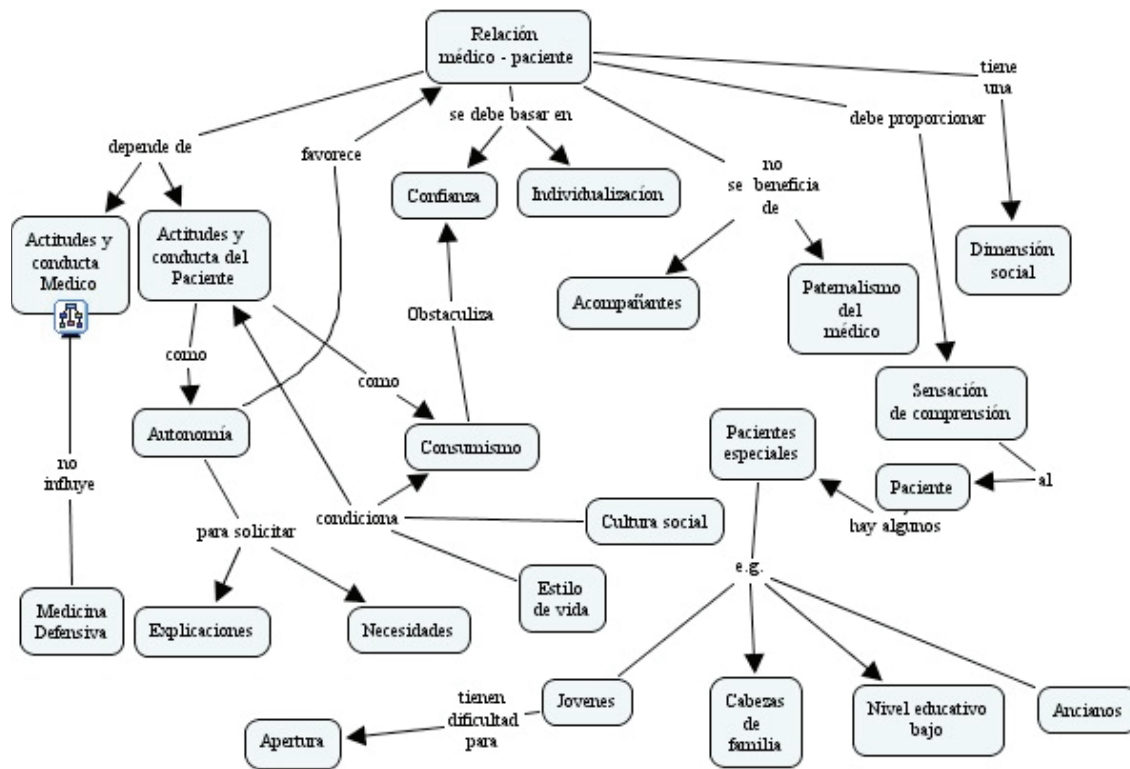 Relación
médico - paciente
tiene
una
se debe basar en
debe proporcionar
depende de
favorece
no
se beneficia
de
Confianza
Individualizacíon
Actitudes y
conducta
Medico
Actitudes y
conducta del
Paciente
Dimensión
social
Acompañantes
Paternalismo
del
médico
Obstaculiza
como
como
Sensación
de comprensión
Autonomía
Consumismo
Pacientes
especiales
no
influye
Paciente
al
para solicitar
condiciona
Cultura social
hay algunos
e.g.
Estilo
de vida
Medicina
Defensiva
Explicaciones
Necesidades
tienen
dificultad
para
Jovenes
Cabezas
de
familia
Nivel educativo
bajo
Ancianos
Apertura